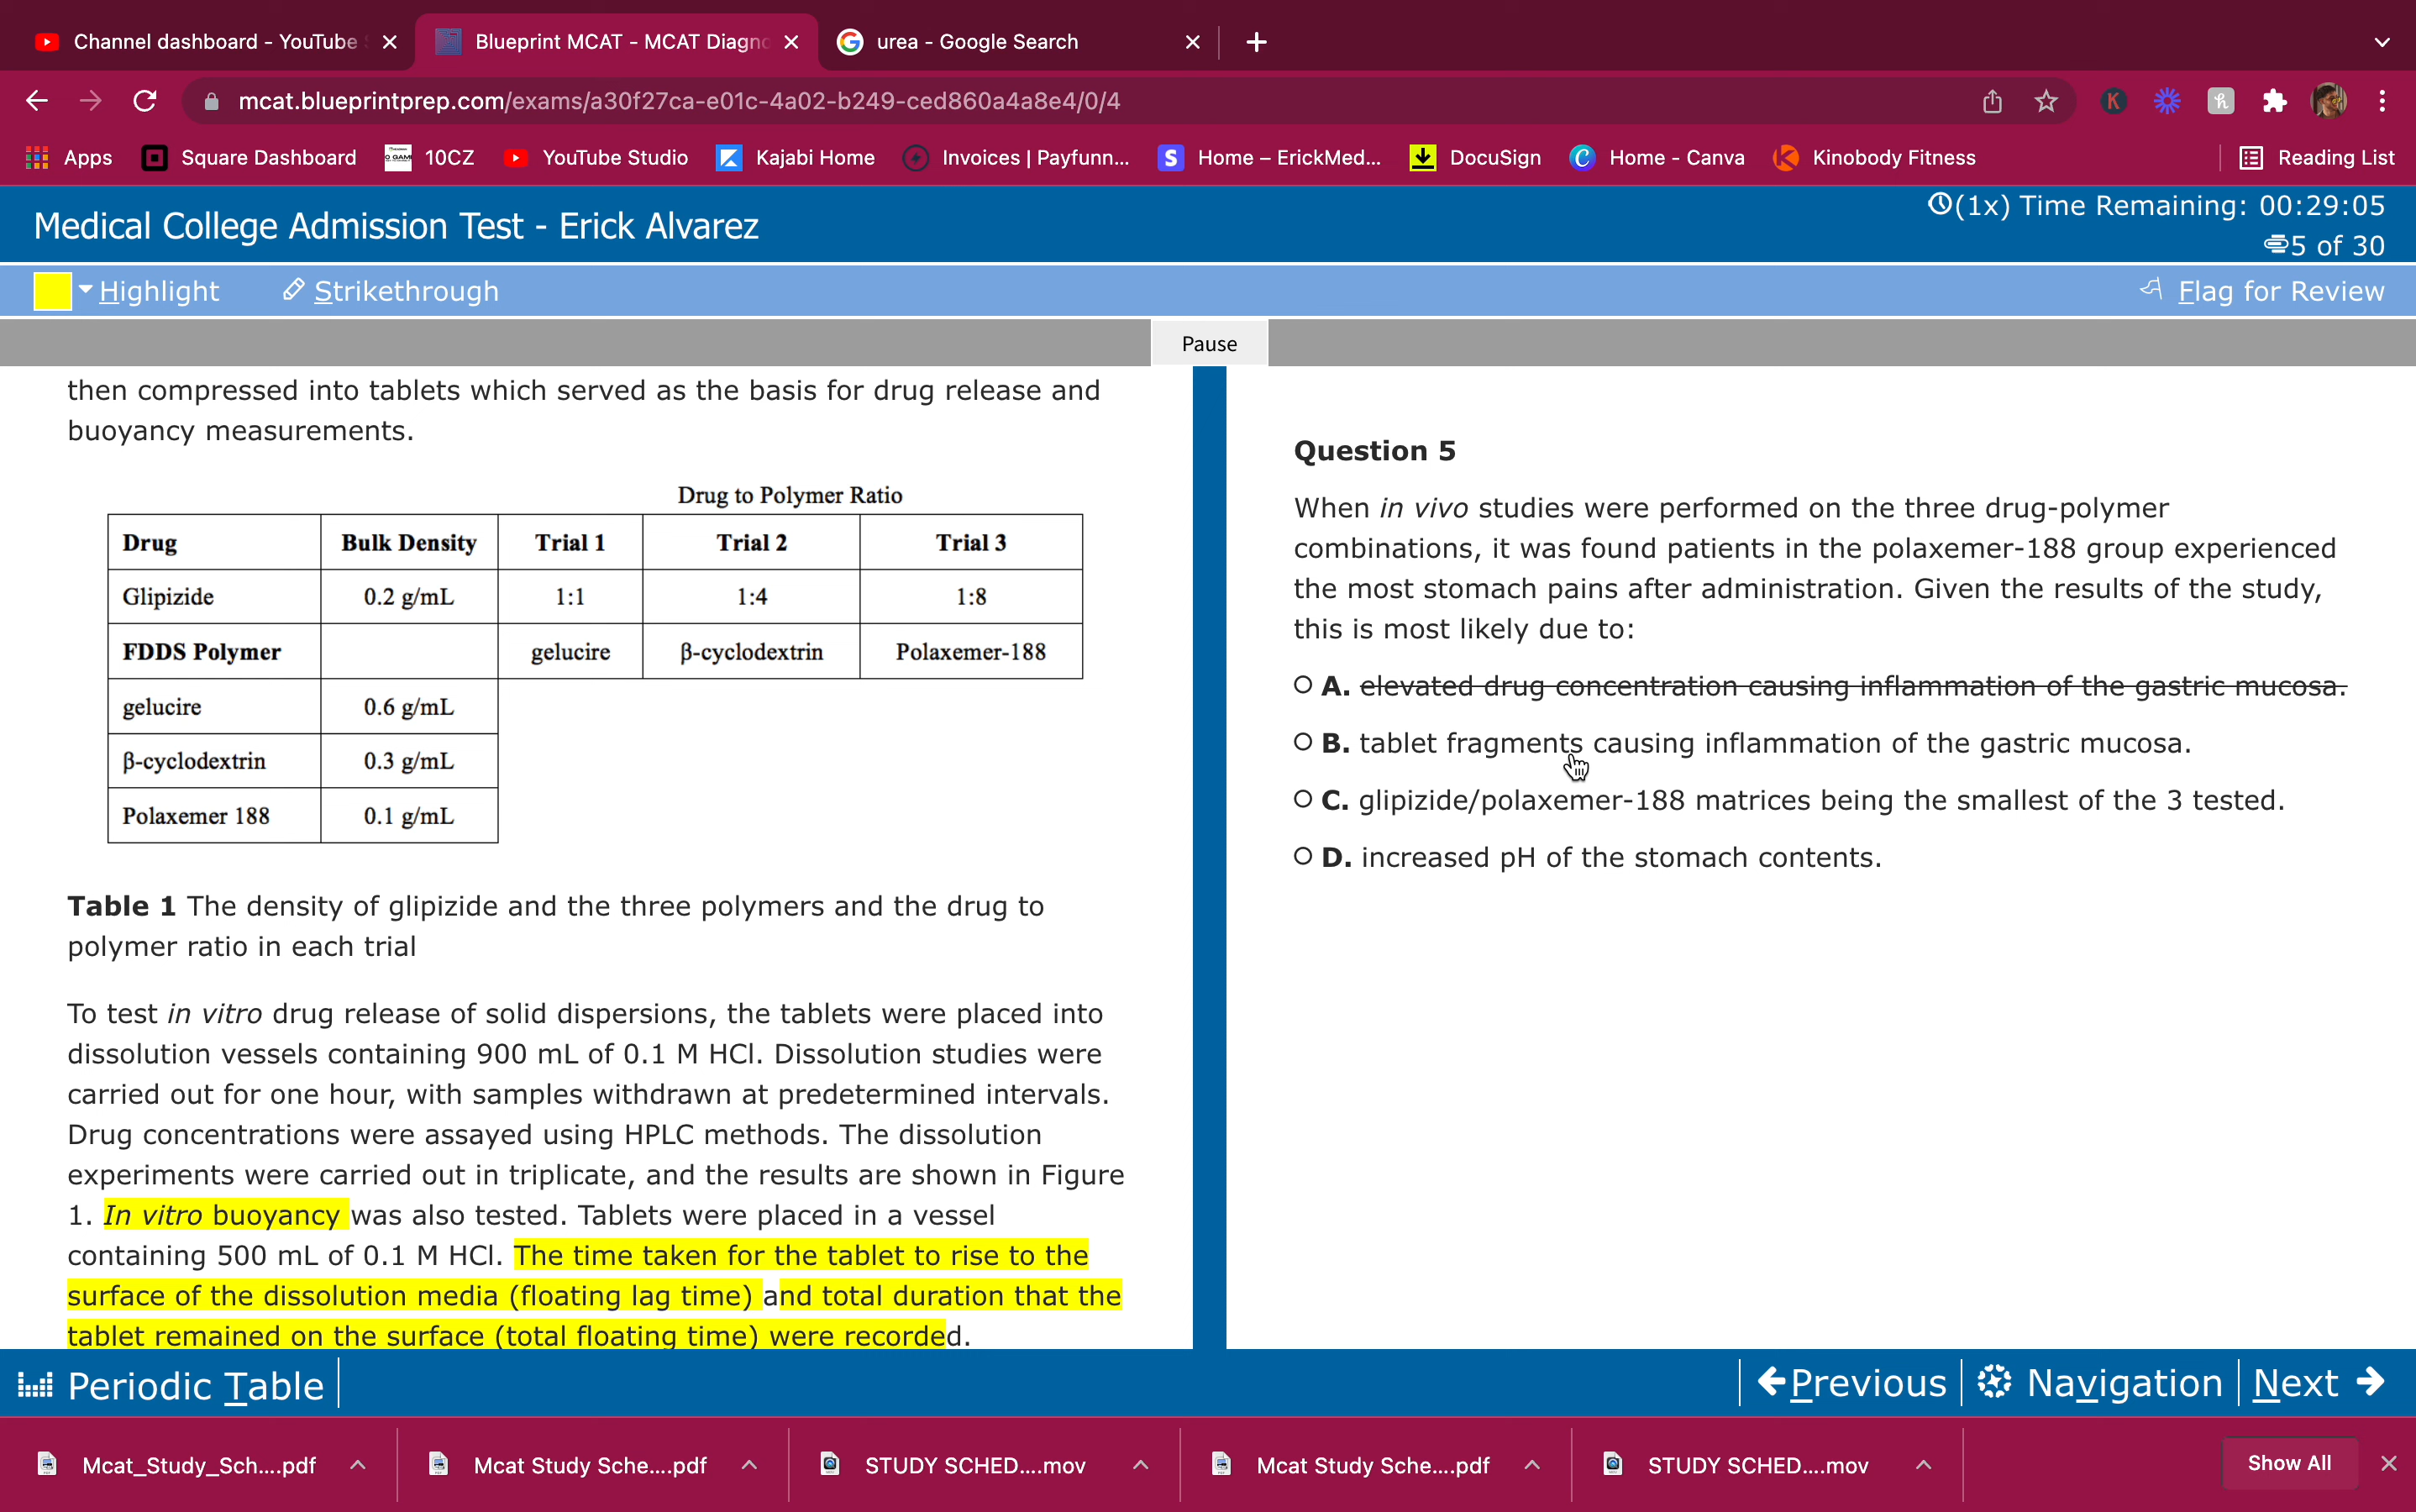 Channel dashboard - YouTube
Blueprint MCAT - MCAT Diagno
urea - Google Search
mcat.blueprintprep.com/exams/a30f27ca-e01c-4a02-b249-ced860a4a8e4/0/4
Apps
Square Dashboard
10CZ
YouTube Studio
Kajabi Home
Invoices | Payfunn...
Home – ErickMed...
DocuSign
Home - Canva
Kinobody Fitness
Reading List
Medical College Admission Test - Erick Alvarez
(1x) Time Remaining: 00:29:05
5 of 30
Highlight
Strikethrough
Flag for Review
Pause
then compressed into tablets which served as the basis for drug release and
buoyancy measurements.
Drug to Polymer Ratio
Drug Bulk Density Trial 1 Trial 2 Trial 3
Glipizide 0.2 g/mL 1:1 1:4 1:8
FDDS Polymer gelucire β-cyclodextrin Polaxemer-188
gelucire 0.6 g/mL
β-cyclodextrin 0.3 g/mL
Polaxemer 188 0.1 g/mL
Table 1 The density of glipizide and the three polymers and the drug to
polymer ratio in each trial
To test in vitro drug release of solid dispersions, the tablets were placed into
dissolution vessels containing 900 mL of 0.1 M HCl. Dissolution studies were
carried out for one hour, with samples withdrawn at predetermined intervals.
Drug concentrations were assayed using HPLC methods. The dissolution
experiments were carried out in triplicate, and the results are shown in Figure
1. In vitro buoyancy was also tested. Tablets were placed in a vessel
containing 500 mL of 0.1 M HCl. The time taken for the tablet to rise to the
surface of the dissolution media (floating lag time) and total duration that the
tablet remained on the surface (total floating time) were recorded.
Question 5
When in vivo studies were performed on the three drug-polymer
combinations, it was found patients in the polaxemer-188 group experienced
the most stomach pains after administration. Given the results of the study,
this is most likely due to:
A. elevated drug concentration causing inflammation of the gastric mucosa.
B. tablet fragments causing inflammation of the gastric mucosa.
C. glipizide/polaxemer-188 matrices being the smallest of the 3 tested.
D. increased pH of the stomach contents.
Periodic Table
Previous
Navigation
Next
Mcat_Study_Sch....pdf
Mcat Study Sche....pdf
STUDY SCHED....mov
Mcat Study Sche....pdf
STUDY SCHED....mov
Show All